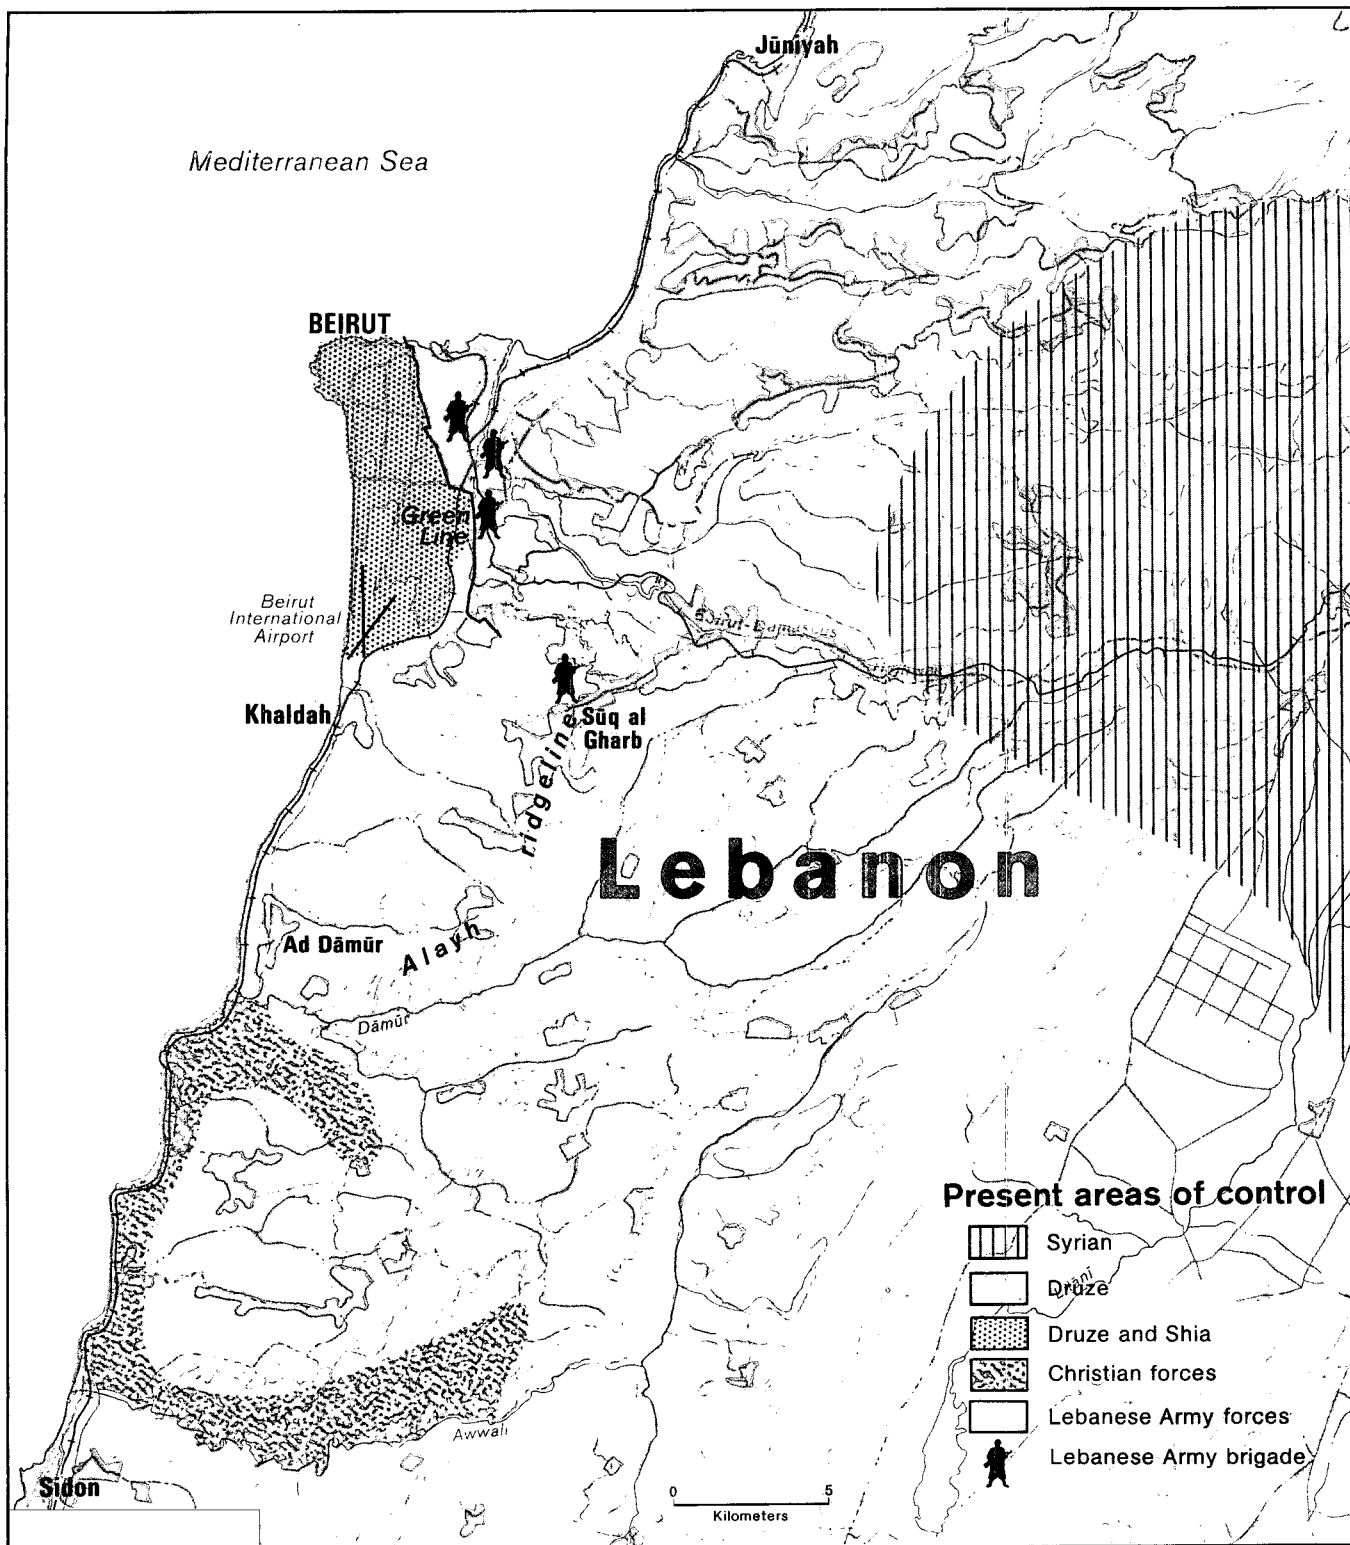 Jūniyah
Mediterranean Sea
BEIRUT
Green
Line
Beirut
International
Airport
Beirut-Damascus
Khaldah
Sūq al
Gharb
ridgeline
Lebanon
Ad Dāmūr
Alayh
Dāmūr
Present areas of control
Syrian
Druze
Druze and Shia
Christian forces
Lebanese Army forces
Lebanese Army brigade
Awwali
Sidon
0 5
Kilometers